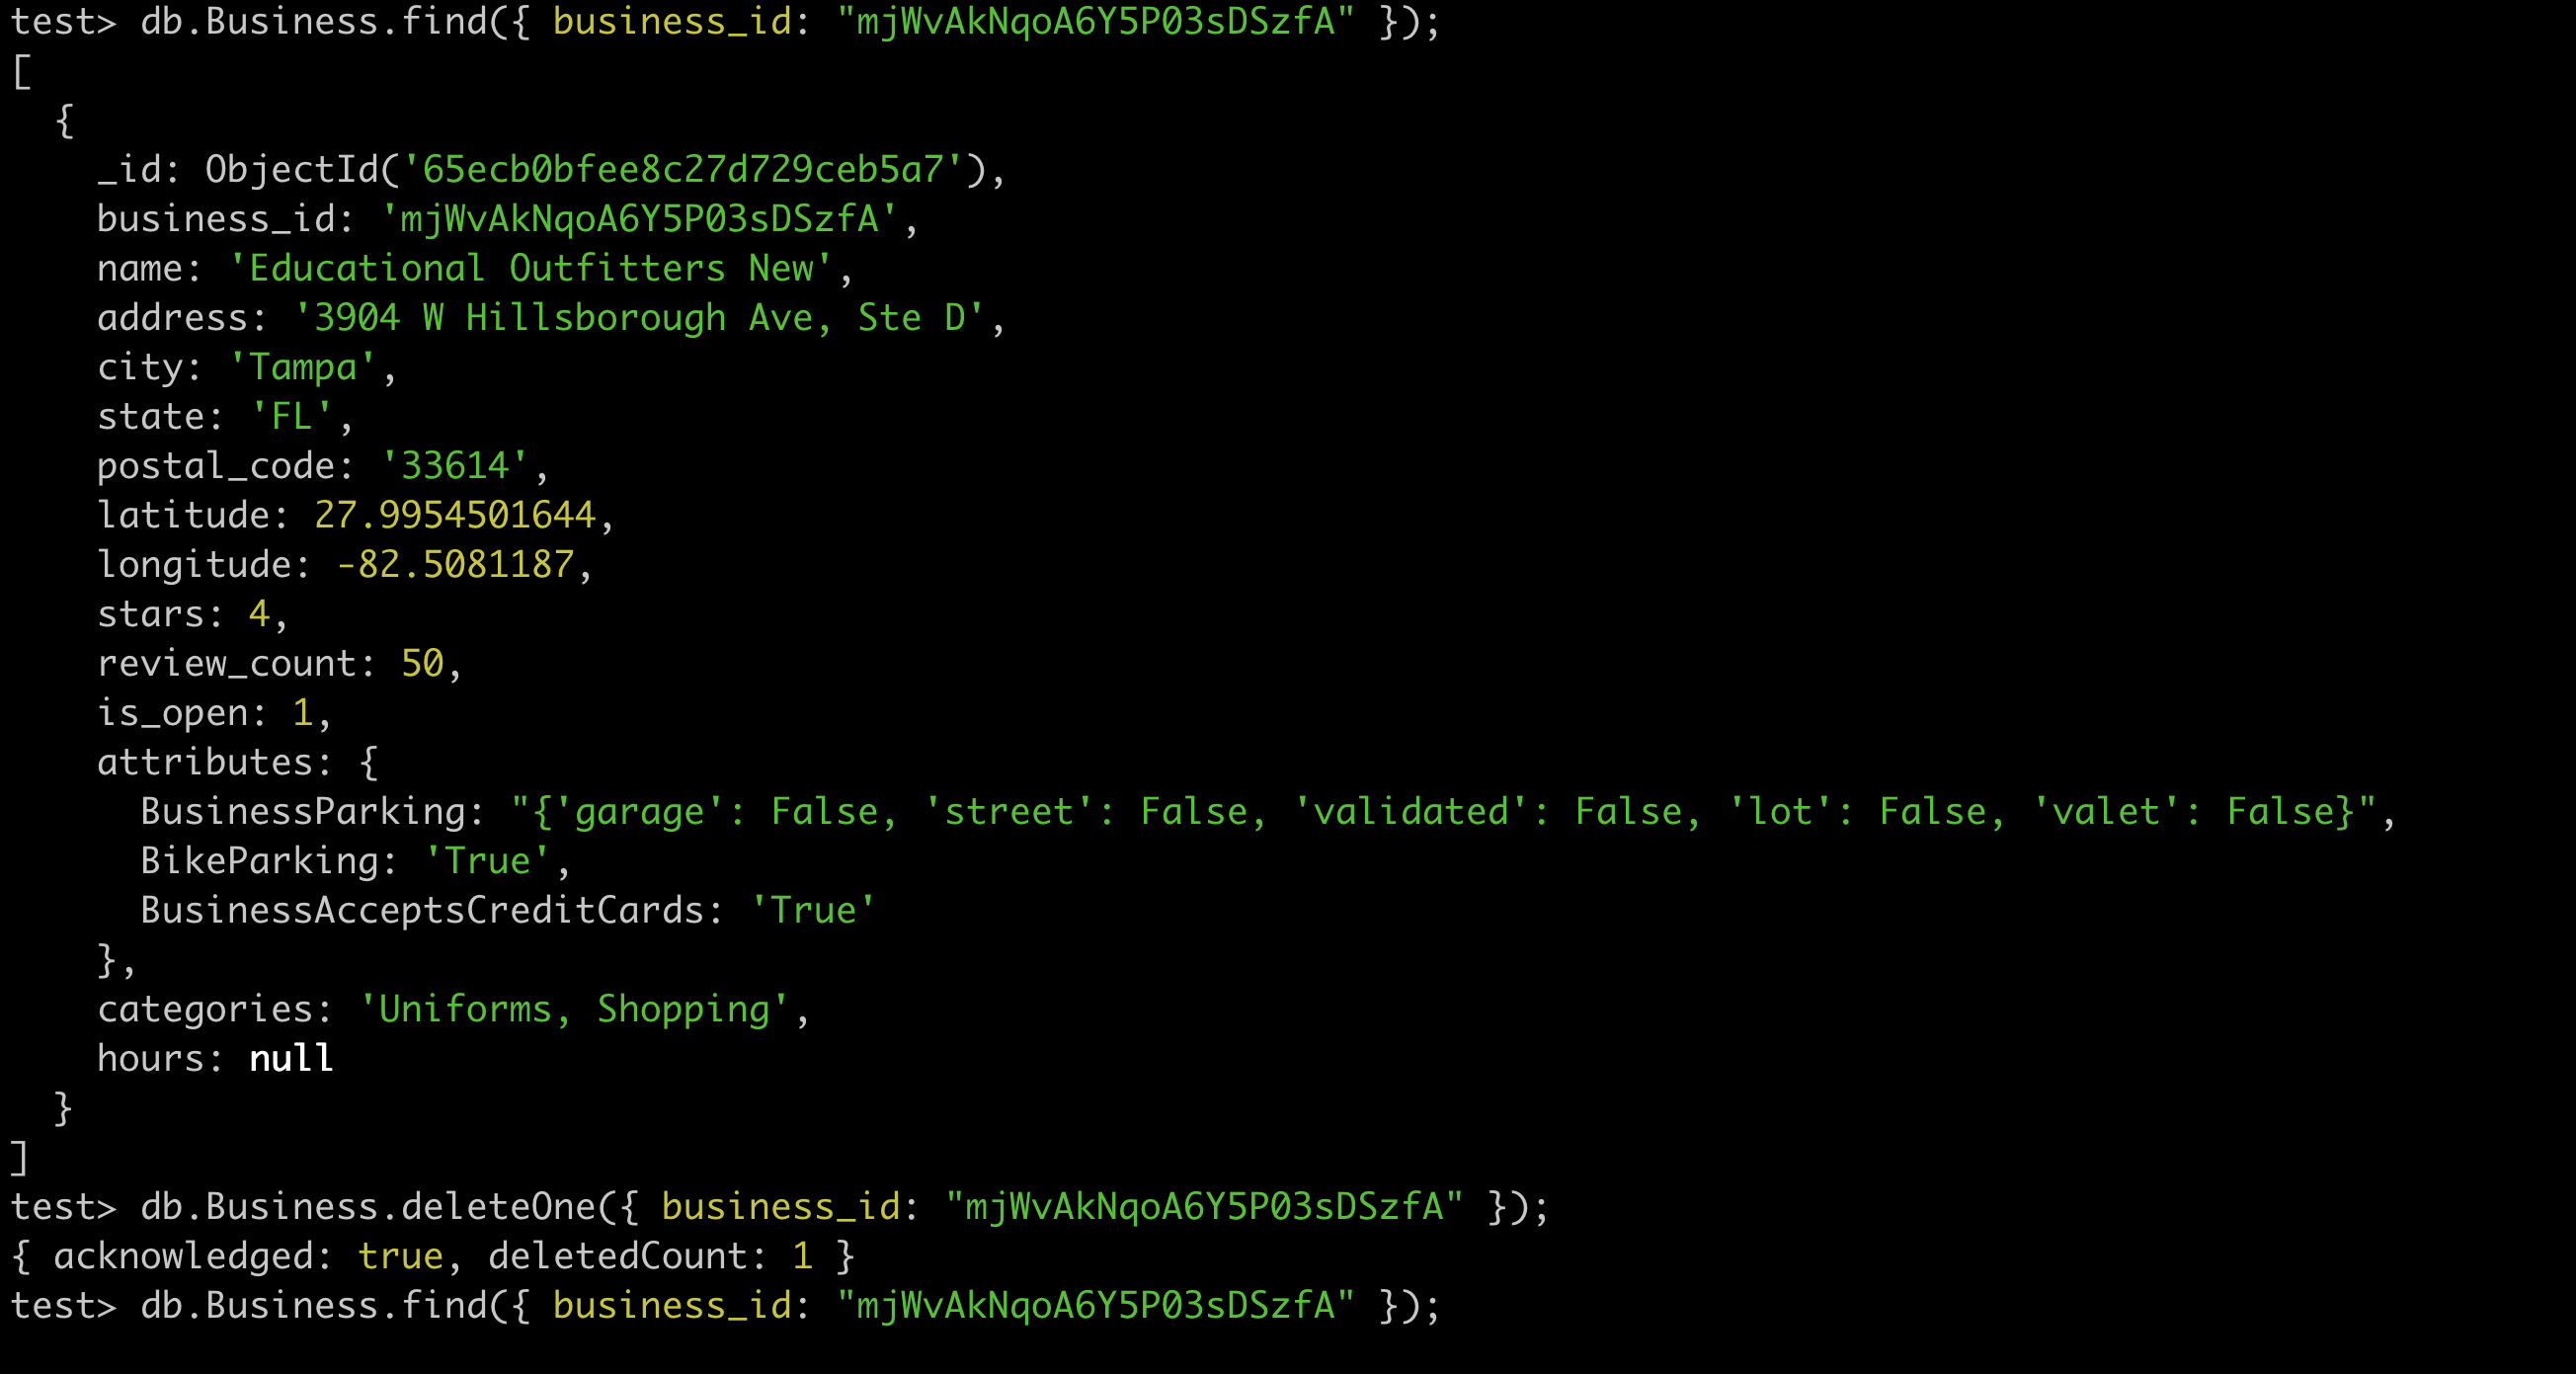 test> db.Business.find({ business_id: "mjWvAkNqoA6Y5P03sDSzfA" });
[
  {
    _id: ObjectId('65ecb0bfee8c27d729ceb5a7'),
    business_id: 'mjWvAkNqoA6Y5P03sDSzfA',
    name: 'Educational Outfitters New',
    address: '3904 W Hillsborough Ave, Ste D',
    city: 'Tampa',
    state: 'FL',
    postal_code: '33614',
    latitude: 27.9954501644,
    longitude: -82.5081187,
    stars: 4,
    review_count: 50,
    is_open: 1,
    attributes: {
      BusinessParking: "{'garage': False, 'street': False, 'validated': False, 'lot': False, 'valet': False}",
      BikeParking: 'True',
      BusinessAcceptsCreditCards: 'True'
    },
    categories: 'Uniforms, Shopping',
    hours: null
  }
]
test> db.Business.deleteOne({ business_id: "mjWvAkNqoA6Y5P03sDSzfA" });
{ acknowledged: true, deletedCount: 1 }
test> db.Business.find({ business_id: "mjWvAkNqoA6Y5P03sDSzfA" });